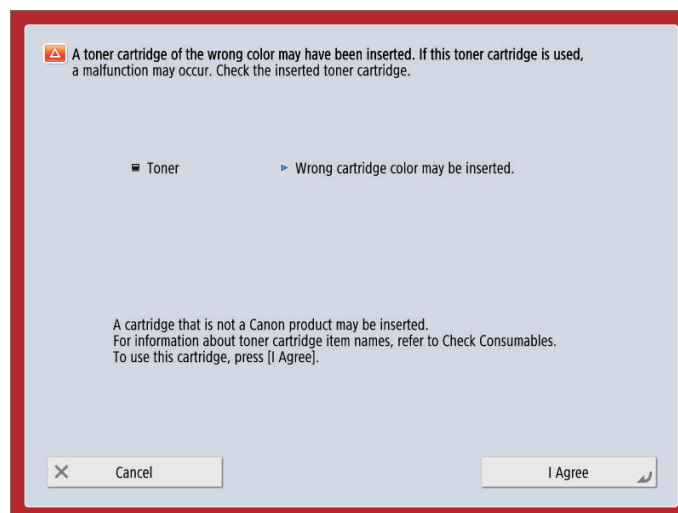 A toner cartridge of the wrong color may have been inserted. If this toner cartridge is used,
a malfunction may occur. Check the inserted toner cartridge.
Toner
Wrong cartridge color may be inserted.
A cartridge that is not a Canon product may be inserted.
For information about toner cartridge item names, refer to Check Consumables.
To use this cartridge, press [I Agree].
Cancel
I Agree